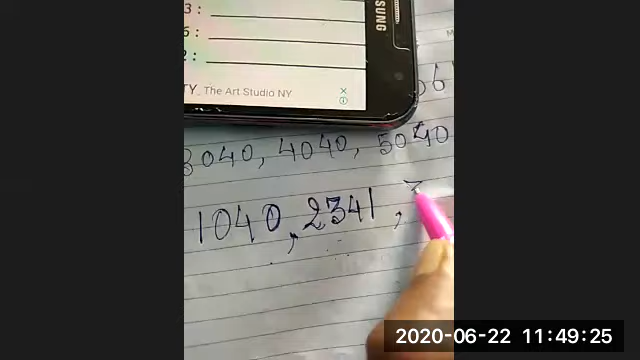 3:
6:
2:
TY, The Art Studio NY
SAMSUNG
3040, 4040, 5040
1040, 2341,
2020-06-22 11:49:25